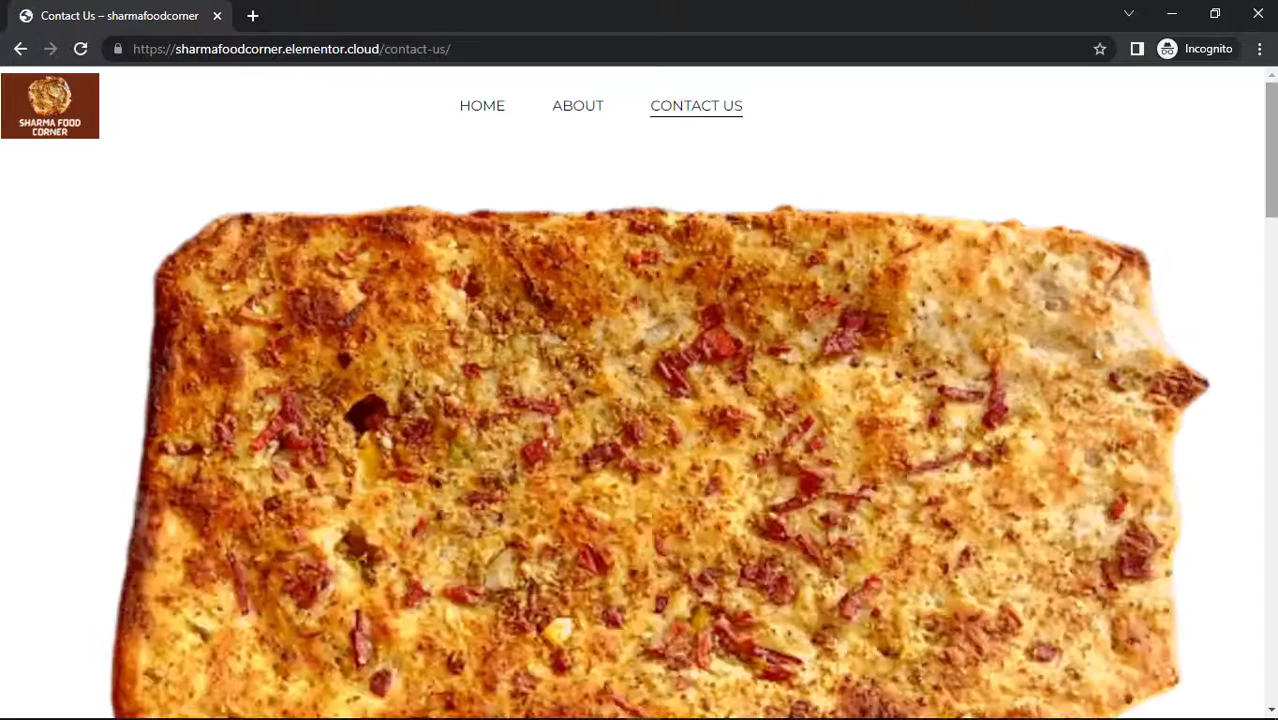 Contact Us – sharmafoodcorner
https://sharmafoodcorner.elementor.cloud/contact-us/
Incognito
SHARMA FOOD
CORNER
HOME
ABOUT
CONTACT US